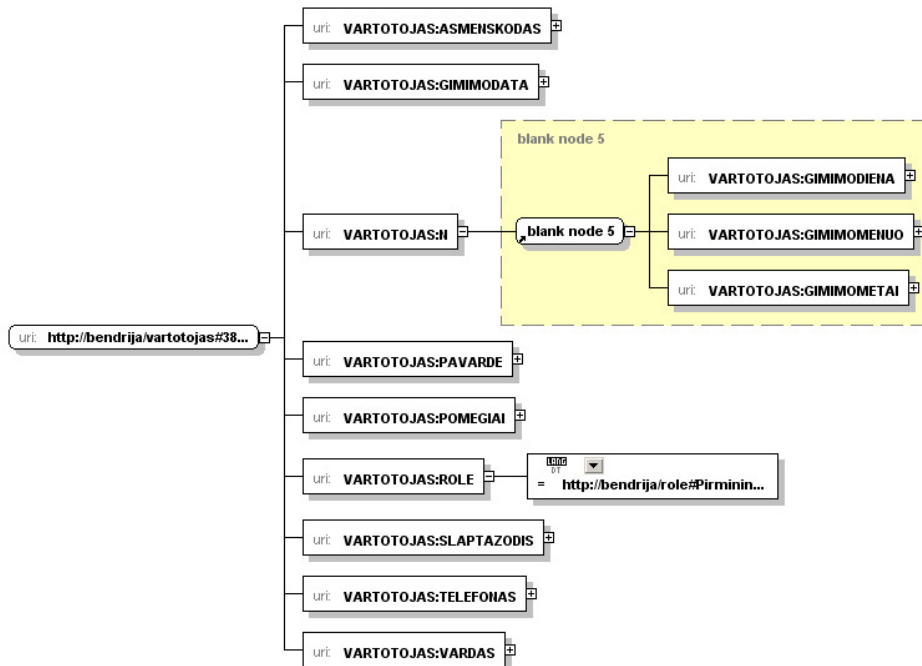 uri: VARTOTOJAS:ASMENSKODAS
uri: VARTOTOJAS:GIMIMODATA
blank node 5
uri: VARTOTOJAS:GIMIMODIENA
uri: VARTOTOJAS:N
blank node 5
uri: VARTOTOJAS:GIMIMOMENUO
uri: VARTOTOJAS:GIMIMOMETAI
uri: http://bendrija/vartotojas#38...
uri: VARTOTOJAS:PAVARDE
uri: VARTOTOJAS:POMEGIAI
uri: VARTOTOJAS:ROLE
LANG
DT
= http://bendrija/role#Pirminin...
uri: VARTOTOJAS:SLAPTAZODIS
uri: VARTOTOJAS:TELEFONAS
uri: VARTOTOJAS:VARDAS